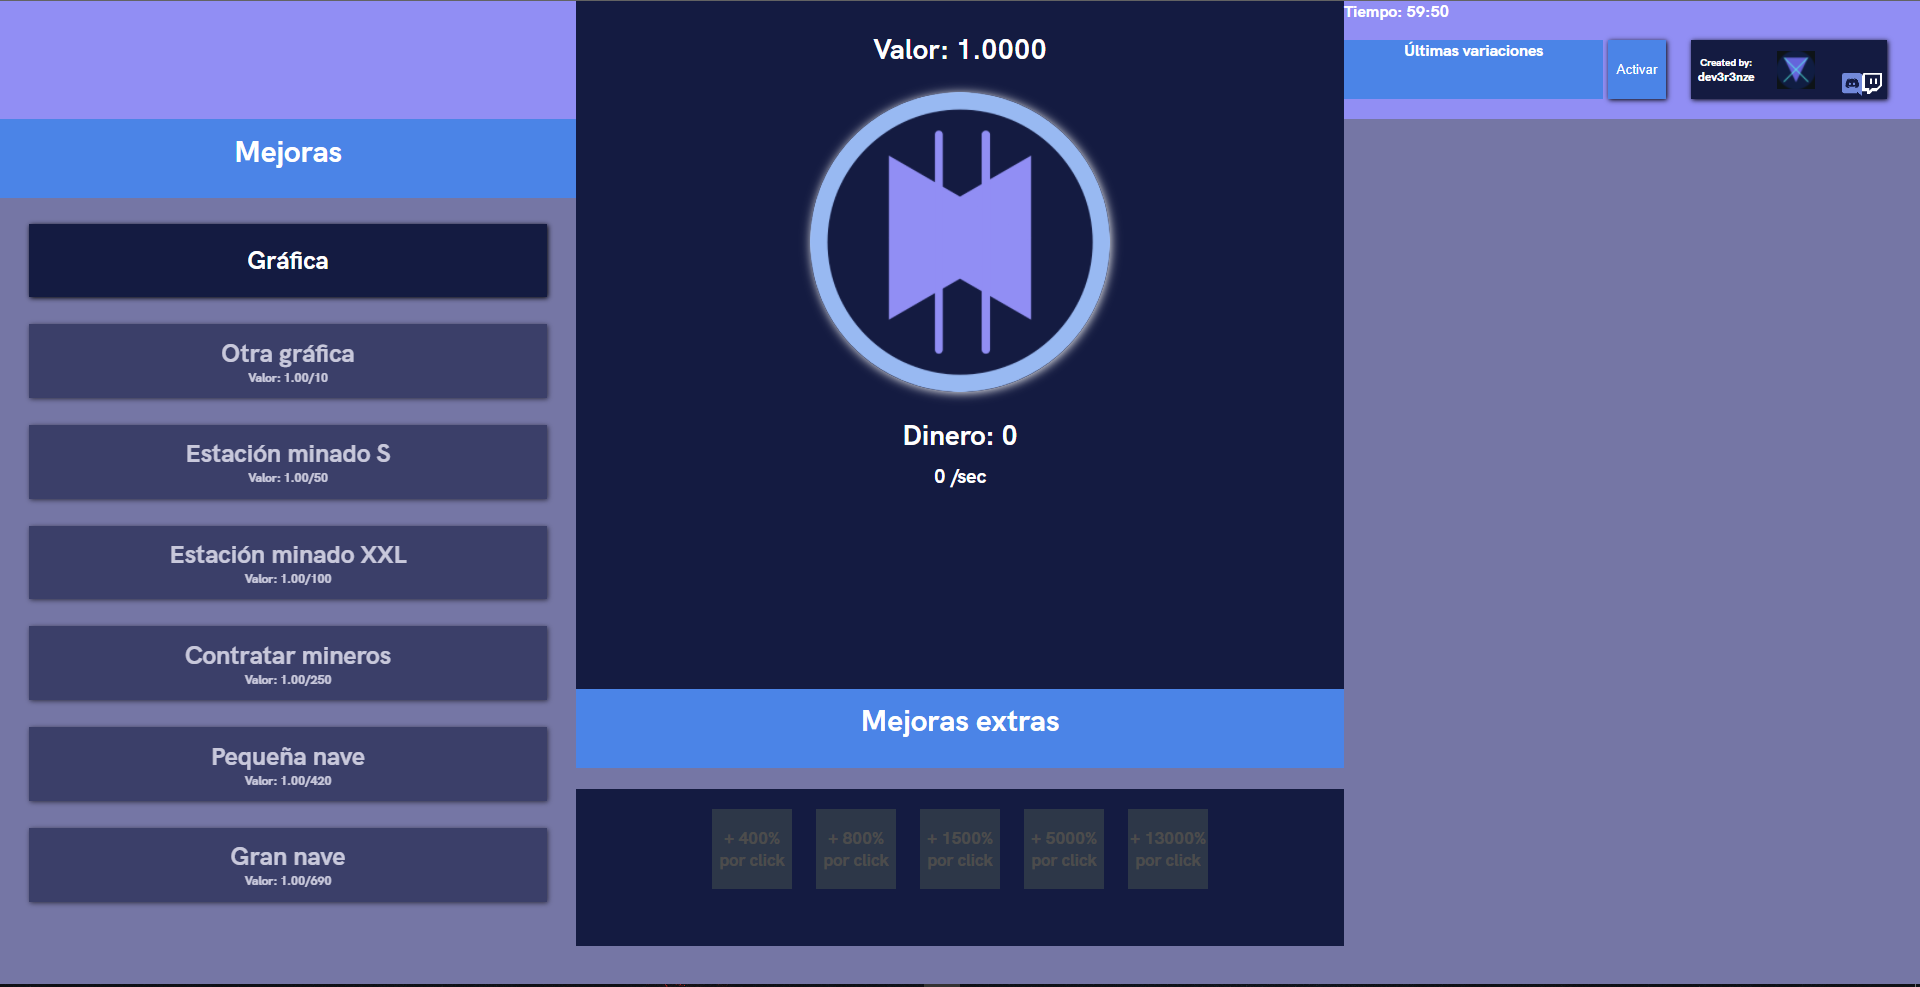 Mejoras
Gráfica
Otra gráfica
Valor: 1.00/10
Estación minado S
Valor: 1.00/50
Estación minado XXL
Valor: 1.00/100
Contratar mineros
Valor: 1.00/250
Pequeña nave
Valor: 1.00/420
Gran nave
Valor: 1.00/690
Valor: 1.0000
Dinero: 0
0 /sec
Mejoras extras
+ 400%
por click
+ 800%
por click
+ 1500%
por click
+ 5000%
por click
+ 13000%
por click
Tiempo: 59:50
Últimas variaciones
Activar
Created by:
dev3r3nze